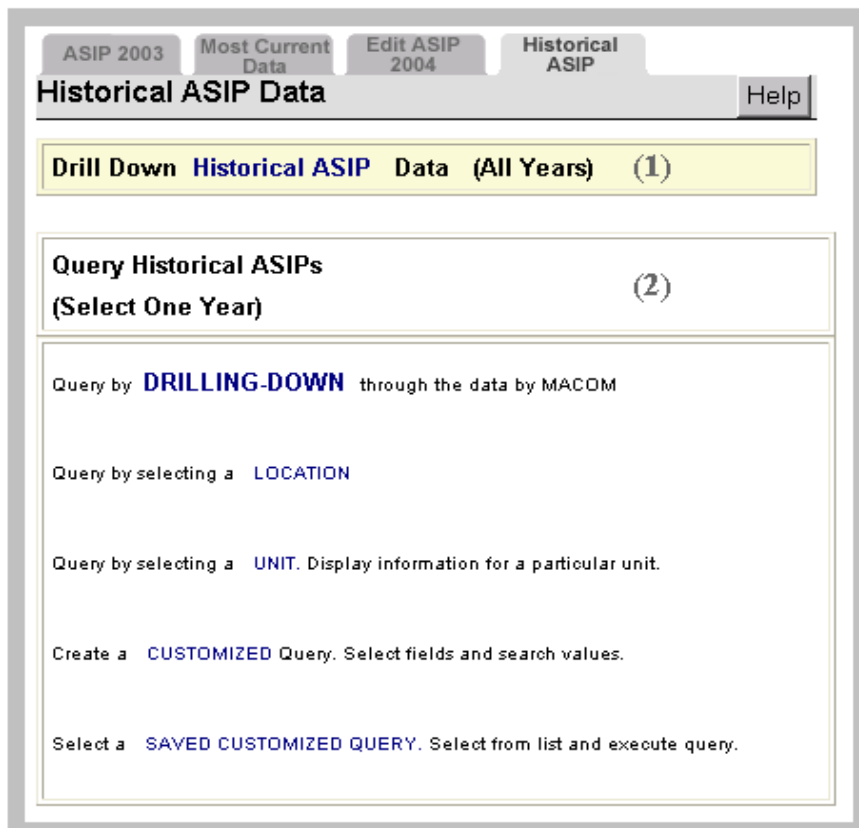 ASIP 2003
Most Current
Data
Edit ASIP
2004
Historical
ASIP
Historical ASIP Data
Help
Drill Down Historical ASIP Data (All Years) (1)
Query Historical ASIPs
(Select One Year)
(2)
Query by DRILLING-DOWN through the data by MACOM
Query by selecting a LOCATION
Query by selecting a UNIT. Display information for a particular unit.
Create a CUSTOMIZED Query. Select fields and search values.
Select a SAVED CUSTOMIZED QUERY. Select from list and execute query.